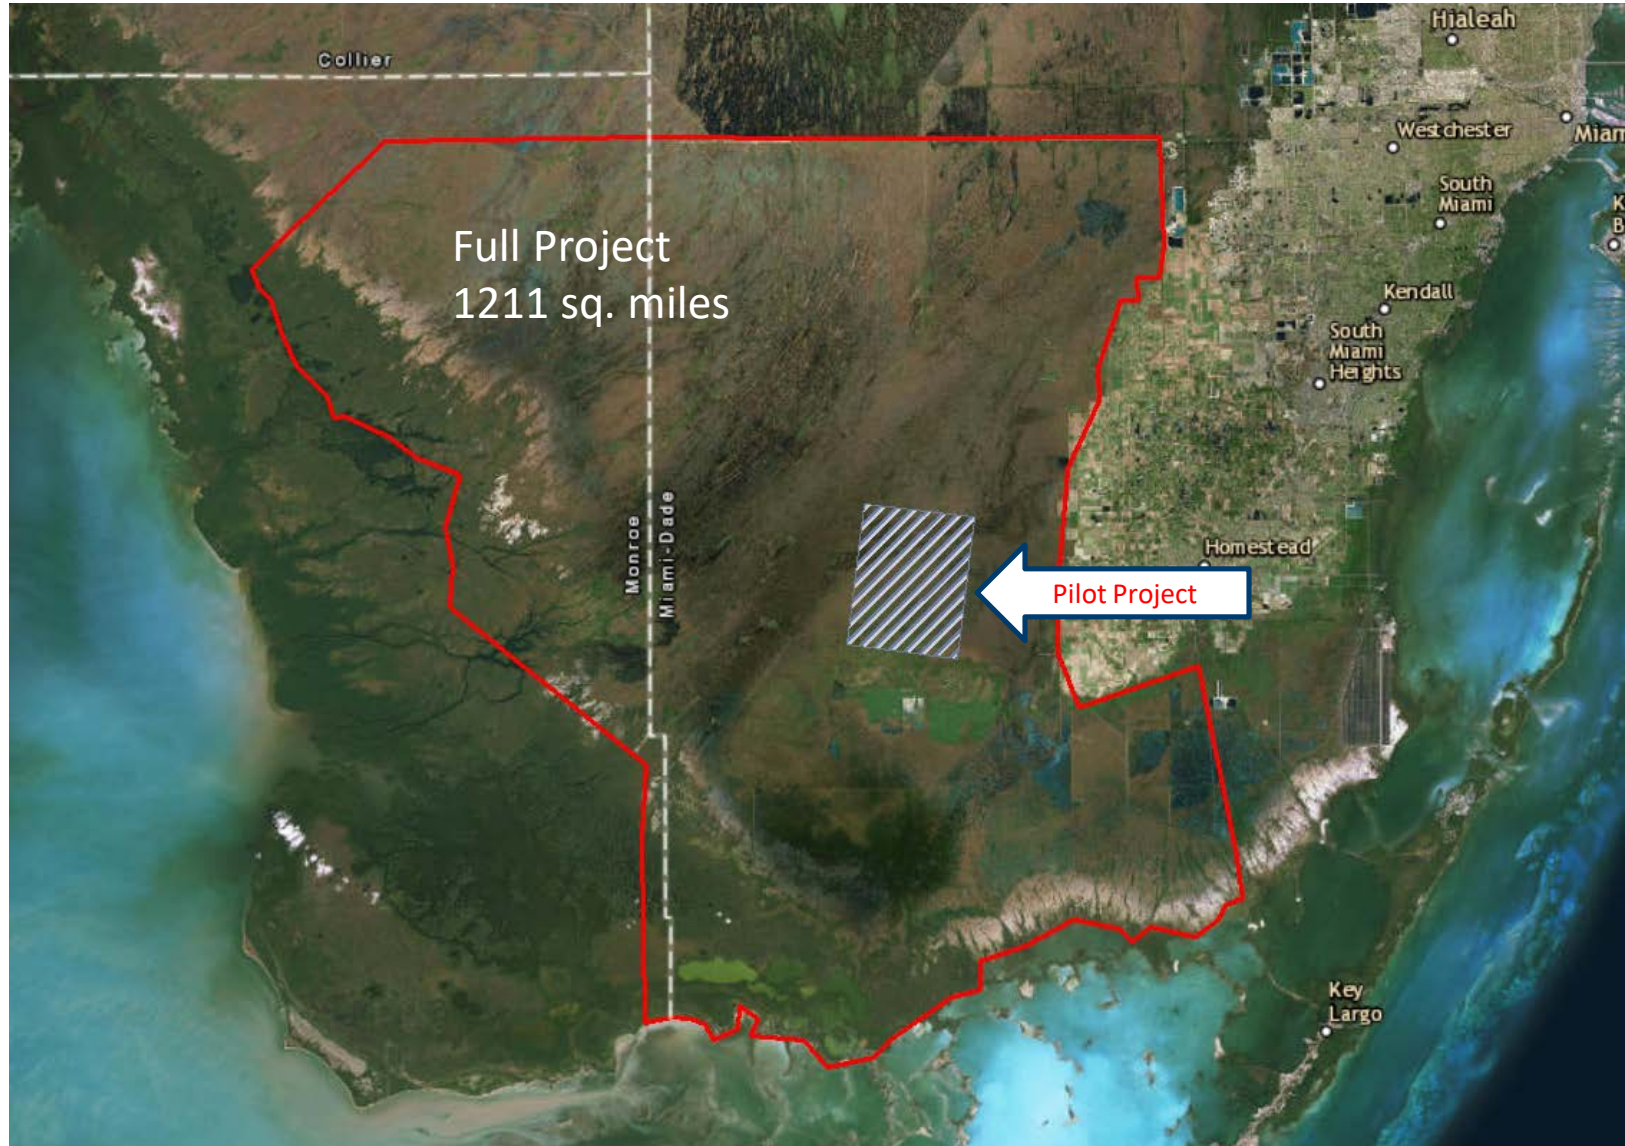 Hialeah
Collier
Westchester
Miam
South
Miami
K
B
Full Project
1211 sq. miles
Kendall
South
Miami
Heights
Monroe
Miami-Dade
Homestead
Pilot Project
Key
Largo